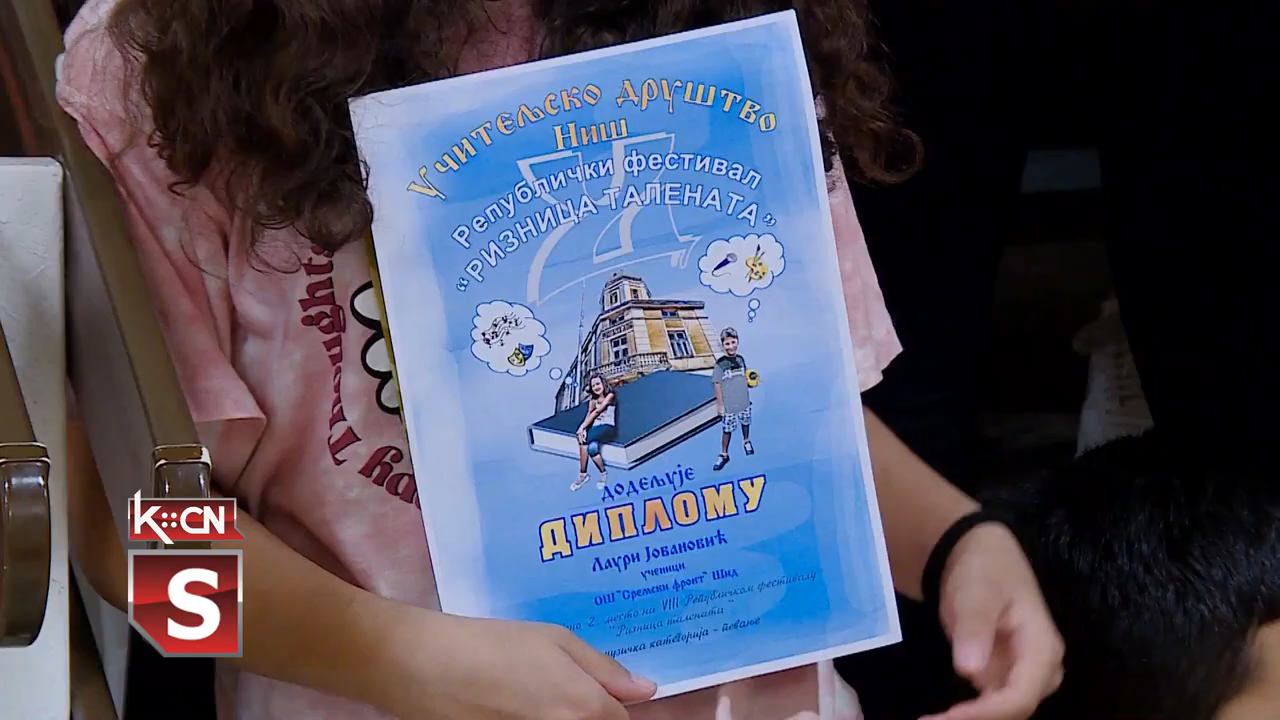 Учитељско друштво
Ниш
Републички фестивал
“РИЗНИЦА ТАЛЕНАТА”
додељује
ДИПЛОМУ
Лаури Јовановић
ученици
ОШ "Сремски фронт" Шид
2. место на VIII Републичком фестивалу
"Ризница талената"
категорија - певање
Thoughts
K::CN
S